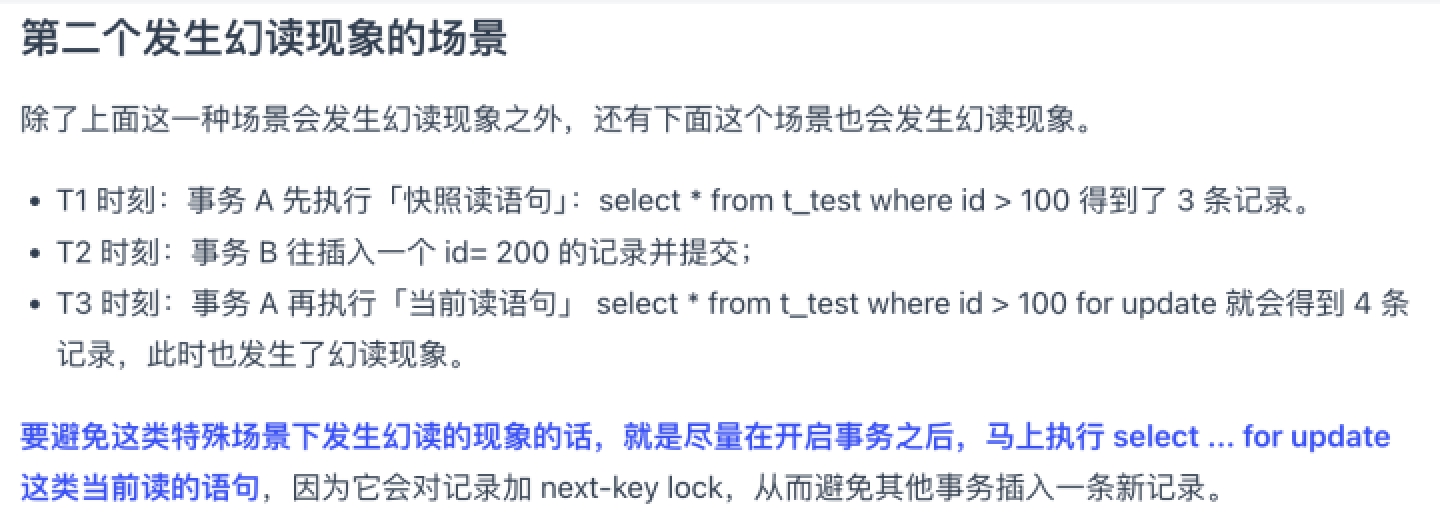 第二个发生幻读现象的场景
除了上面这一种场景会发生幻读现象之外，还有下面这个场景也会发生幻读现象。
• T1 时刻：事务 A 先执行「快照读语句」：select * from t_test where id > 100 得到了 3 条记录。
• T2 时刻：事务 B 往插入一个 id= 200 的记录并提交；
• T3 时刻：事务 A 再执行「当前读语句」 select * from t_test where id > 100 for update 就会得到 4 条
记录，此时也发生了幻读现象。
要避免这类特殊场景下发生幻读的现象的话，就是尽量在开启事务之后，马上执行 select ... for update
这类当前读的语句，因为它会对记录加 next-key lock，从而避免其他事务插入一条新记录。